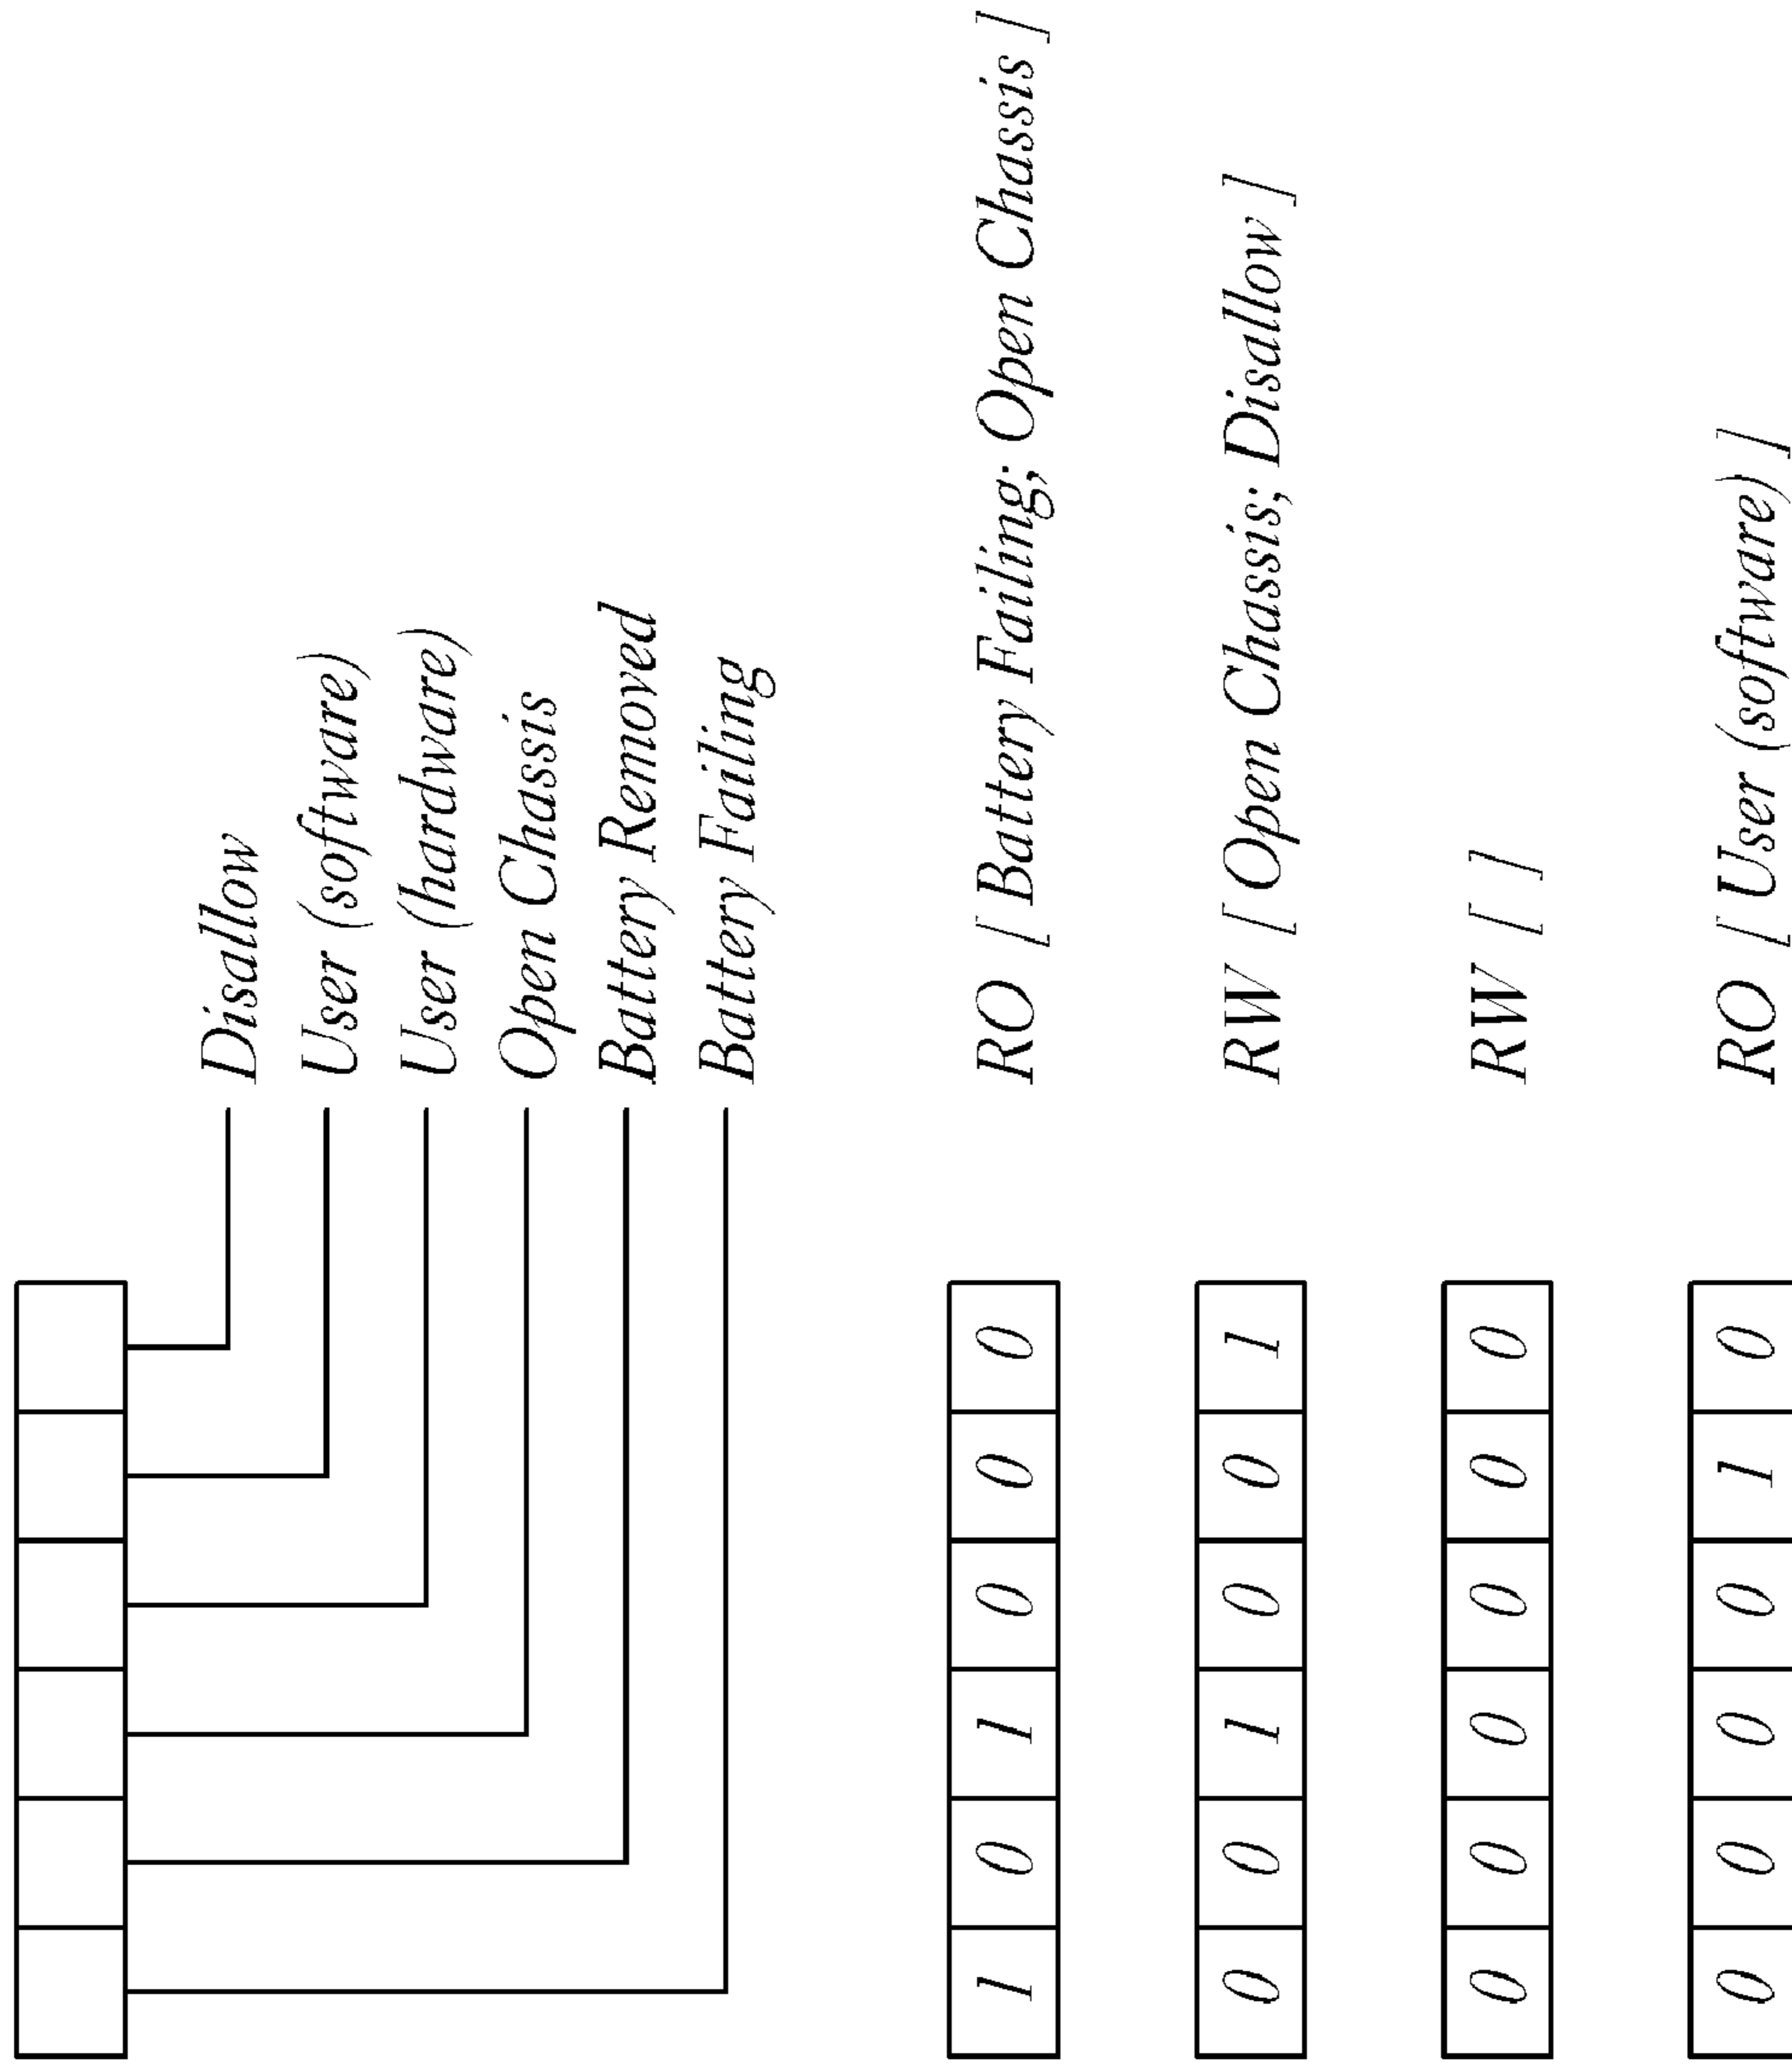 Disallow
User (software)
User (hardware)
Open Chassis
Battery Removed
Battery Failing
1 0 1 0 0 0 RO [ Battery Failing; Open Chassis ]
0 0 1 0 0 1 RW [ Open Chassis; Disallow ]
0 0 0 0 0 0 RW [ ]
0 0 0 0 1 0 RO [ User (software) ]